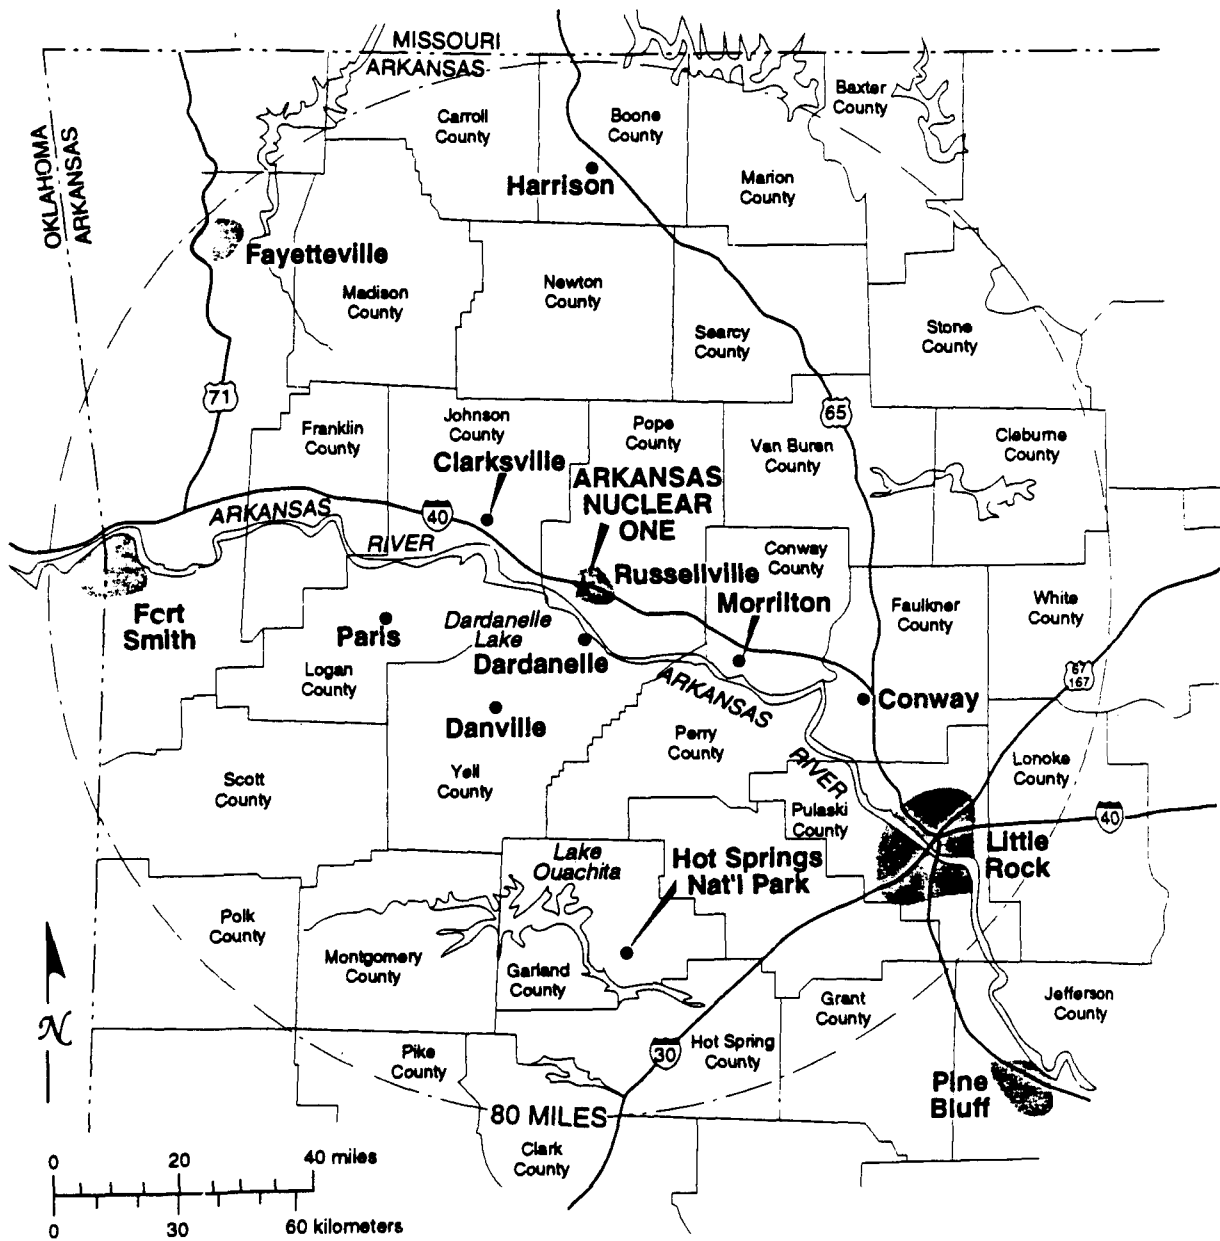 MISSOURI
ARKANSAS
OKLAHOMA
ARKANSAS
Carroll
County
Boone
County
Baxter
County
Harrison
Marion
County
Fayetteville
Madison
County
Newton
County
Searcy
County
Stone
County
71
65
Franklin
County
Johnson
County
Pope
County
Van Buren
County
Cleburne
County
Clarksville
ARKANSAS
NUCLEAR
ONE
ARKANSAS
RIVER
40
Conway
County
Russellville
Morrilton
Faulkner
County
White
County
Fort
Smith
Paris
Dardanelle
Lake
Dardanelle
Logan
County
67
167
ARKANSAS
RIVER
Conway
Danville
Perry
County
Scott
County
Yell
County
Lonoke
County
Pulaski
County
40
Little
Rock
Lake
Ouachita
Hot Springs
Nat'l Park
Polk
County
Montgomery
County
Garland
County
Grant
County
Jefferson
County
N
Pike
County
30
Hot Spring
County
Pine
Bluff
80 MILES
Clark
County
0 20 40 miles
0 30 60 kilometers